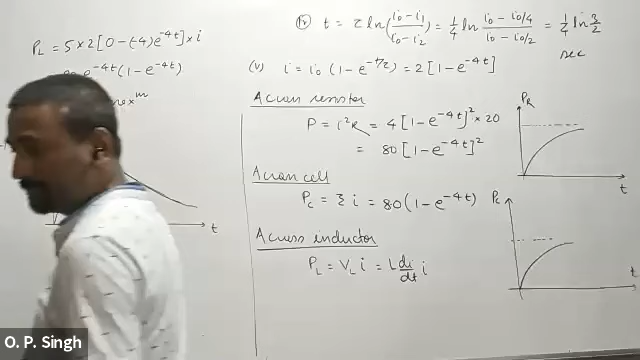 P_L = 5×2[0-(-4)e^{-4t}]×i
e^{-4t}(1-e^{-4t})
x^m
t
(iv) t = τ ln((i₀-i₁)/(i₀-i₂)) = 1/4 ln (i₀-i₀/4)/(i₀-i₀/2) = 1/4 ln 3/2
sec
(v) i = i₀(1-e^{-t/τ}) = 2[1-e^{-4t}]
Across resistor
P = i²R = 4[1-e^{-4t}]²×20
= 80[1-e^{-4t}]²
P_R
t
Across cell
P_c = ξ i = 80(1-e^{-4t})
t
Across inductor
P_L = V_L i = L di/dt i
O. P. Singh